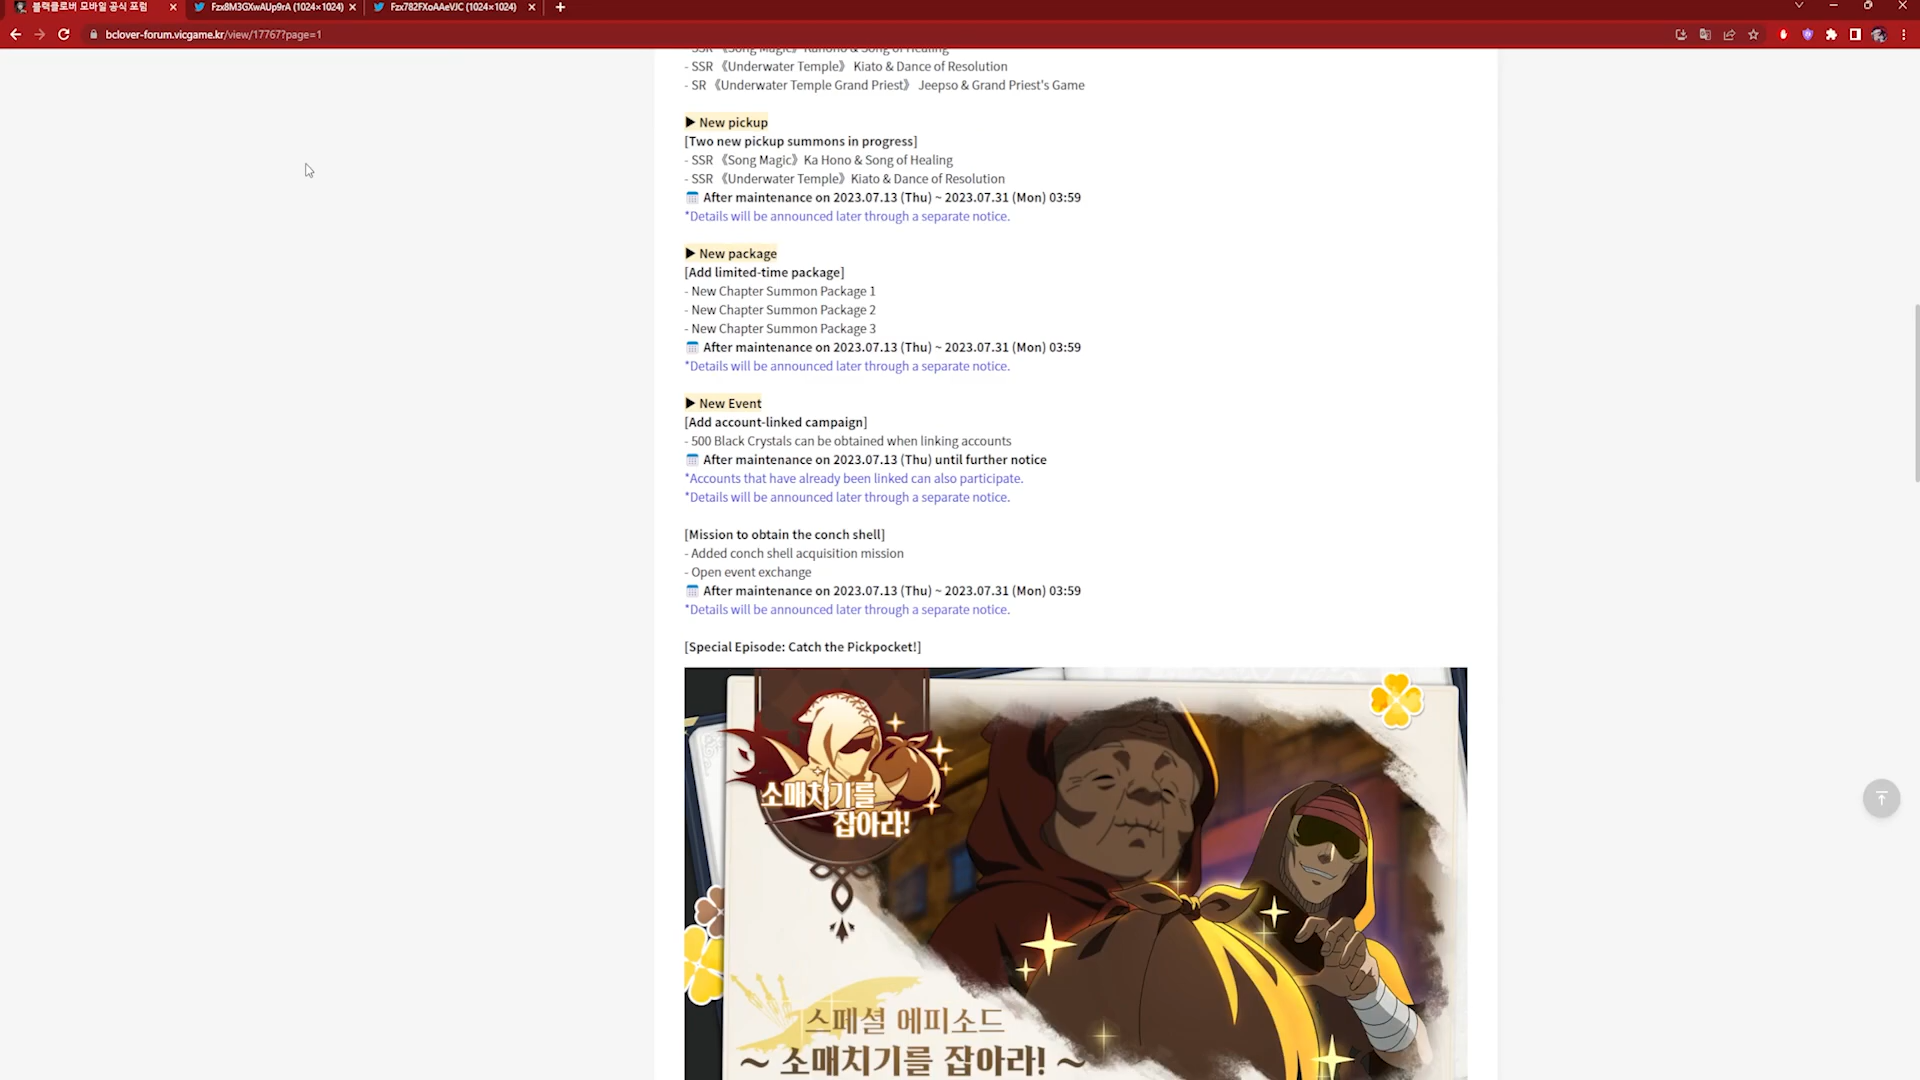 블랙클로버 모바일 공식 포럼
Fzx8M3GXwAUp9rA (1024×1024)
Fzx782FXoAAeVJC (1024×1024)
bclover-forum.vicgame.kr/view/17767?page=1
- SSR 《Song Magic》 Kahono & Song of Healing
- SSR 《Underwater Temple》 Kiato & Dance of Resolution
- SR 《Underwater Temple Grand Priest》 Jeepso & Grand Priest's Game
▶ New pickup
[Two new pickup summons in progress]
- SSR 《Song Magic》Ka Hono & Song of Healing
- SSR 《Underwater Temple》Kiato & Dance of Resolution
After maintenance on 2023.07.13 (Thu) ~ 2023.07.31 (Mon) 03:59
*Details will be announced later through a separate notice.
▶ New package
[Add limited-time package]
- New Chapter Summon Package 1
- New Chapter Summon Package 2
- New Chapter Summon Package 3
After maintenance on 2023.07.13 (Thu) ~ 2023.07.31 (Mon) 03:59
*Details will be announced later through a separate notice.
▶ New Event
[Add account-linked campaign]
- 500 Black Crystals can be obtained when linking accounts
After maintenance on 2023.07.13 (Thu) until further notice
*Accounts that have already been linked can also participate.
*Details will be announced later through a separate notice.
[Mission to obtain the conch shell]
- Added conch shell acquisition mission
- Open event exchange
After maintenance on 2023.07.13 (Thu) ~ 2023.07.31 (Mon) 03:59
*Details will be announced later through a separate notice.
[Special Episode: Catch the Pickpocket!]
소매치기를
잡아라!
스페셜 에피소드
~ 소매치기를 잡아라! ~